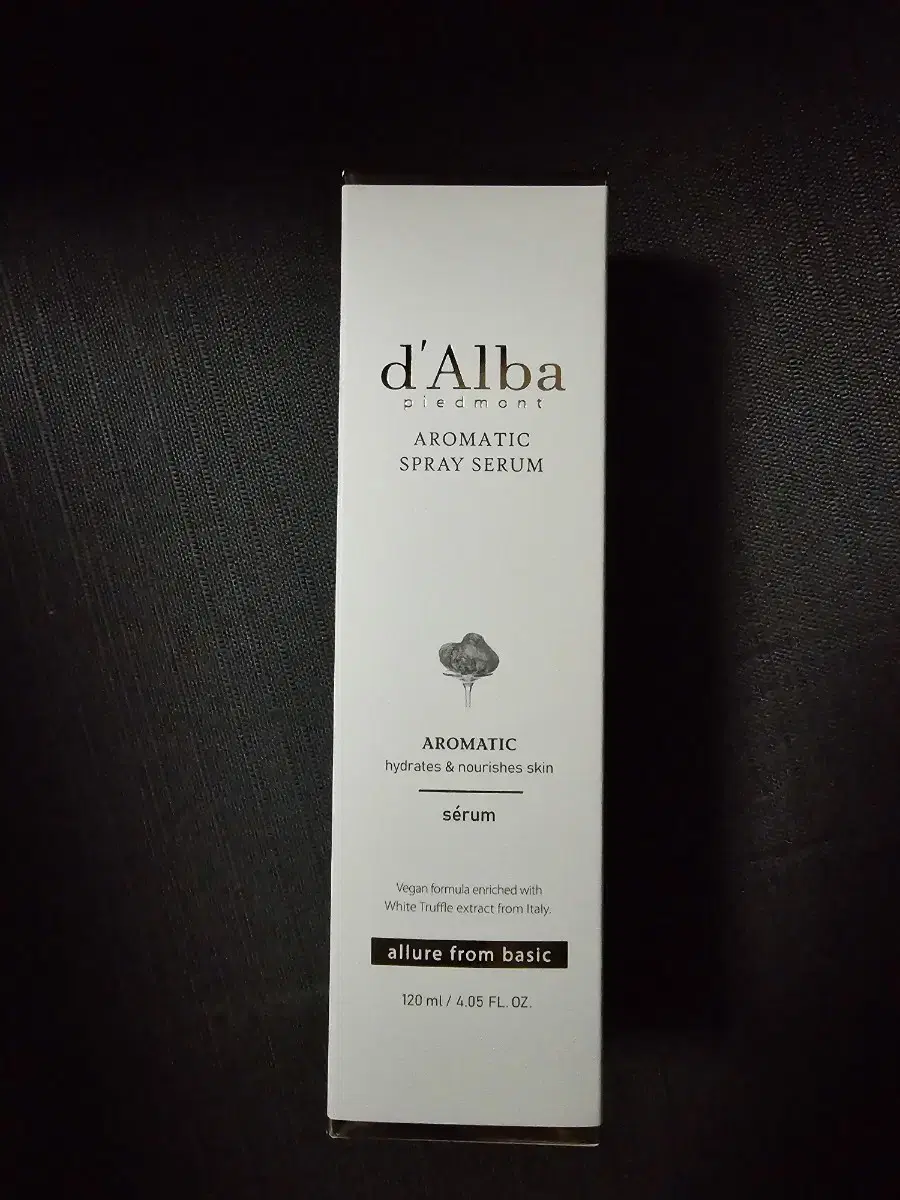 d'Alba
piedmont
AROMATIC
SPRAY SERUM
AROMATIC
hydrates & nourishes skin
sérum
Vegan formula enriched with
White Truffle extract from Italy.
allure from basic
120 ml / 4.05 FL. OZ.